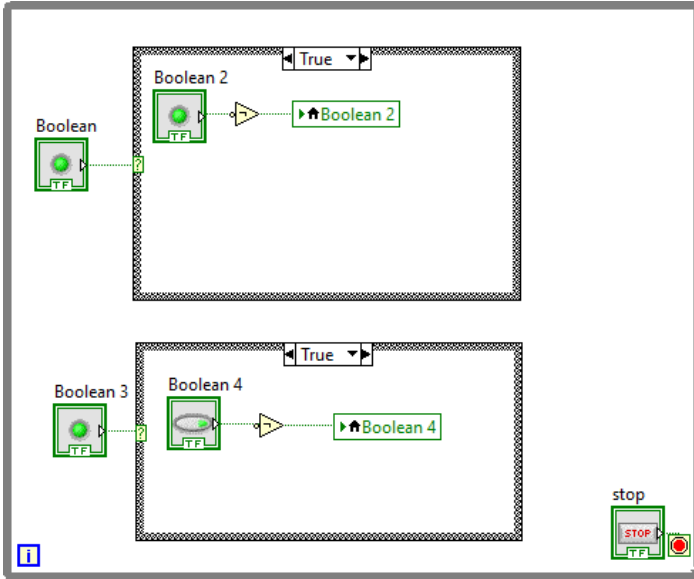 True
Boolean 2
Boolean 2
Boolean
TF
?
TF
True
Boolean 4
Boolean 3
Boolean 4
TF
?
TF
stop
STOP
TF
i